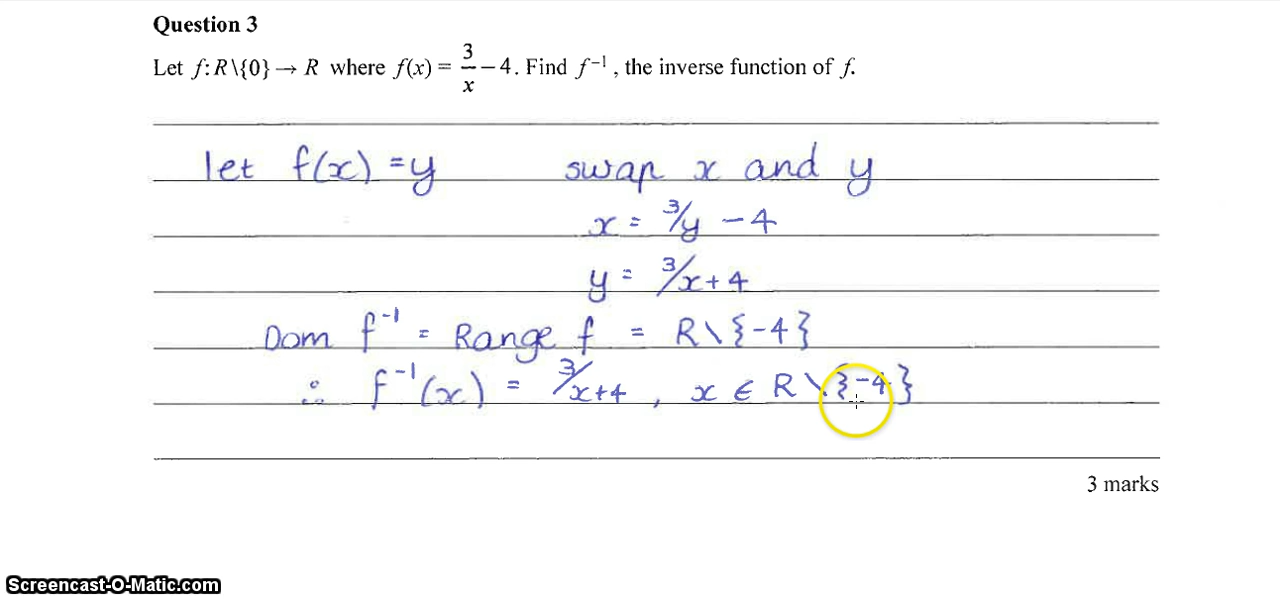 Question 3
Let f: R\{0} → R where f(x) = 3/x − 4. Find f⁻¹, the inverse function of f.
let f(x) = y swap x and y
x = 3/y − 4
y = 3/x+4
Dom f⁻¹ = Range f = R\{-4}
∴ f⁻¹(x) = 3/x+4, x ∈ R\{-4}
3 marks
Screencast-O-Matic.com